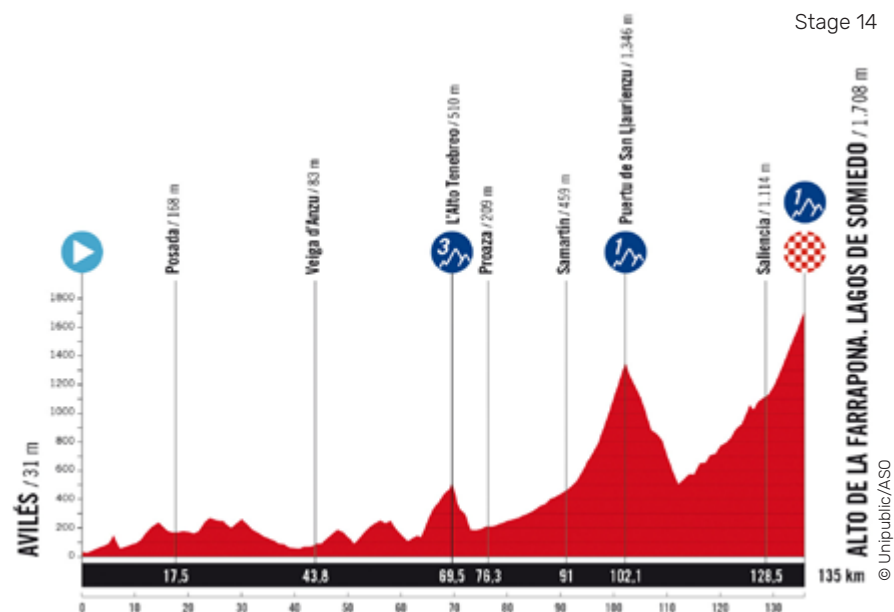 Stage 14
Posada / 168 m
Veiga d'Anzu / 83 m
3
L'Alto Tenebreo / 510 m
Proaza / 209 m
Samartín / 459 m
1
Puertu de San Llaurienzu / 1.346 m
Saliencia / 1.114 m
1
ALTO DE LA FARRAPONA. LAGOS DE SOMIEDO / 1.708 m
AVILÉS / 31 m
1800
1600
1400
1200
1000
800
600
400
200
0
17,5 43,8 69,5 76,3 91 102,1 128,5 135 km
0 10 20 30 40 50 60 70 80 90 100 110 120 130
© Unipublic/ASO